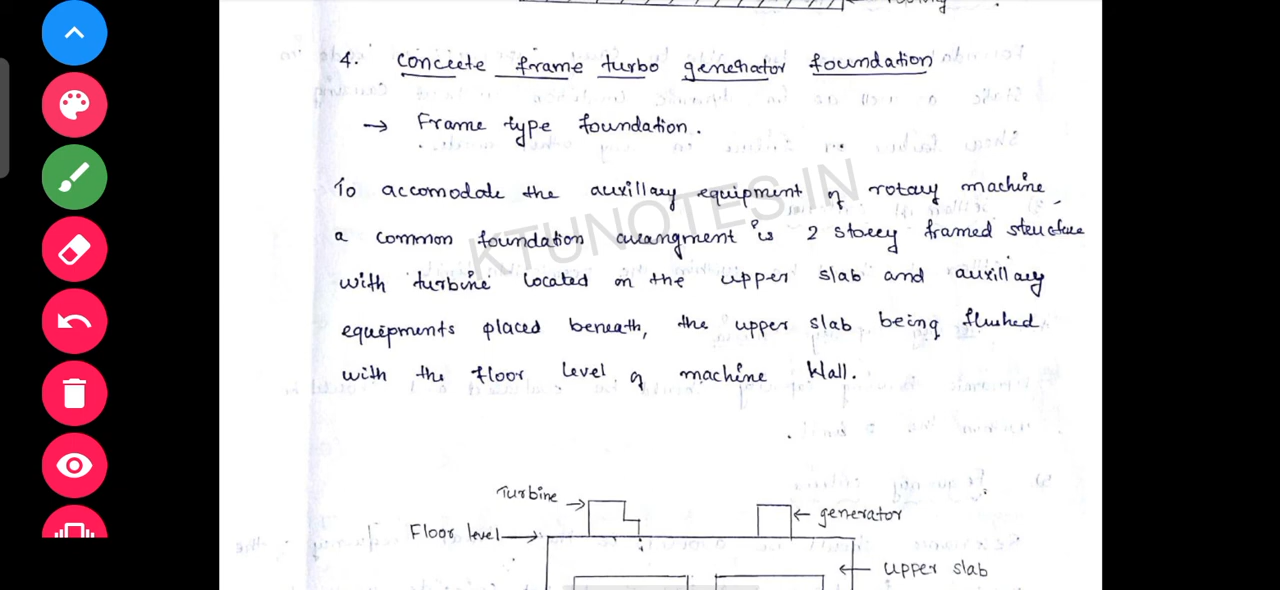 4. Concrete frame turbo generator foundation
→ Frame type foundation.
To accomodate the auxillary equipment of rotary machine
a common foundation arrangment is 2 storey framed structure
with turbine located on the upper slab and auxillary
equipments placed beneath, the upper slab being flushed
with the floor level of machine Hall.
KTUNOTES.IN
Turbine →
← generator
Floor level →
← upper slab